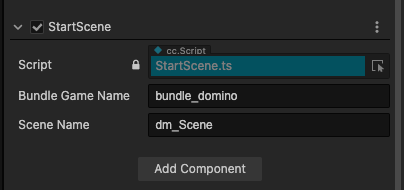 StartScene
cc.Script
Script
StartScene.ts
Bundle Game Name
bundle_domino
Scene Name
dm_Scene
Add Component